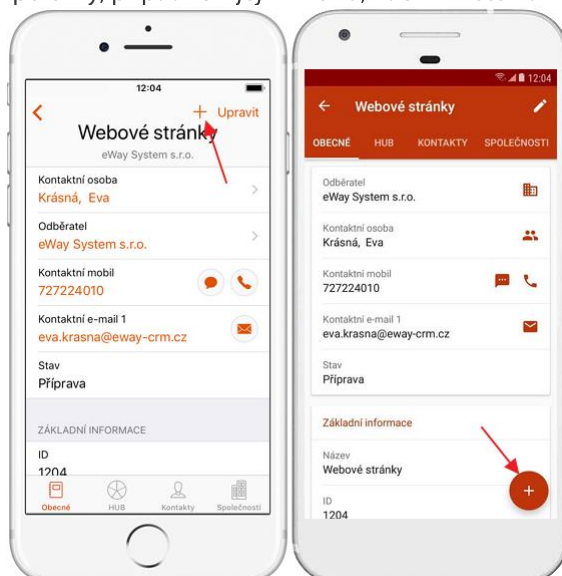 12:04
Upravit
Webové stránky
eWay System s.r.o.
Kontaktní osoba
Krásná, Eva
Odběratel
eWay System s.r.o.
Kontaktní mobil
727224010
Kontaktní e-mail 1
eva.krasna@eway-crm.cz
Stav
Příprava
ZÁKLADNÍ INFORMACE
ID
1204
Obecné HUB Kontakty Společnosti
12:04
Webové stránky
OBECNÉ HUB KONTAKTY SPOLEČNOSTI
Odběratel
eWay System s.r.o.
Kontaktní osoba
Krásná, Eva
Kontaktní mobil
727224010
Kontaktní e-mail 1
eva.krasna@eway-crm.cz
Stav
Příprava
Základní informace
Název
Webové stránky
ID
1204